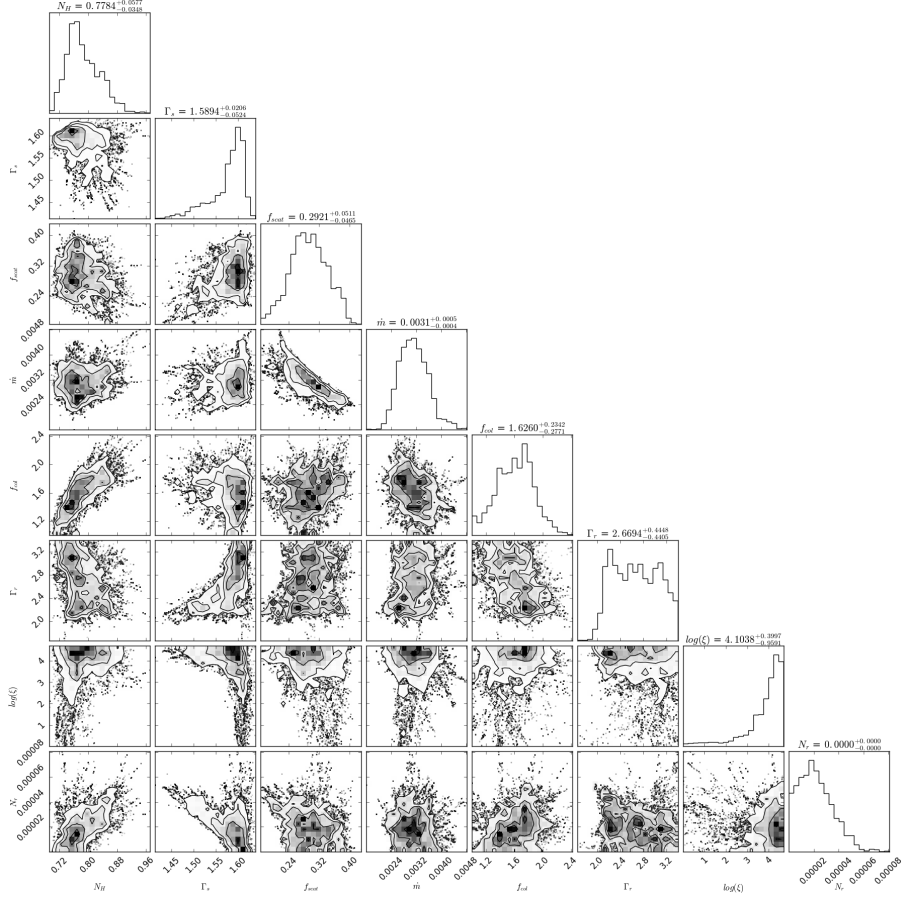 N_H = 0.7784^{+0.0577}_{-0.0348}
Γ_s = 1.5894^{+0.0206}_{-0.0524}
Γ_s
1.60
1.55
1.50
1.45
f_scat = 0.2921^{+0.0511}_{-0.0465}
f_scat
0.40
0.32
0.24
ṁ = 0.0031^{+0.0005}_{-0.0004}
ṁ
0.0048
0.0040
0.0032
0.0024
f_col = 1.6260^{+0.2342}_{-0.2771}
f_col
2.4
2.0
1.6
1.2
Γ_r = 2.6694^{+0.4448}_{-0.4405}
Γ_r
3.2
2.8
2.4
2.0
log(ξ) = 4.1038^{+0.3997}_{-0.9591}
log(ξ)
4
3
2
1
N_r = 0.0000^{+0.0000}_{-0.0000}
N_r
0.00008
0.00006
0.00004
0.00002
0.72 0.80 0.88 0.96 1.45 1.50 1.55 1.60 0.24 0.32 0.40 0.0024 0.0032 0.0040 0.0048 1.2 1.6 2.0 2.4 2.0 2.4 2.8 3.2 1 2 3 4 0.00002 0.00004 0.00006 0.00008
N_H Γ_s f_scat ṁ f_col Γ_r log(ξ) N_r